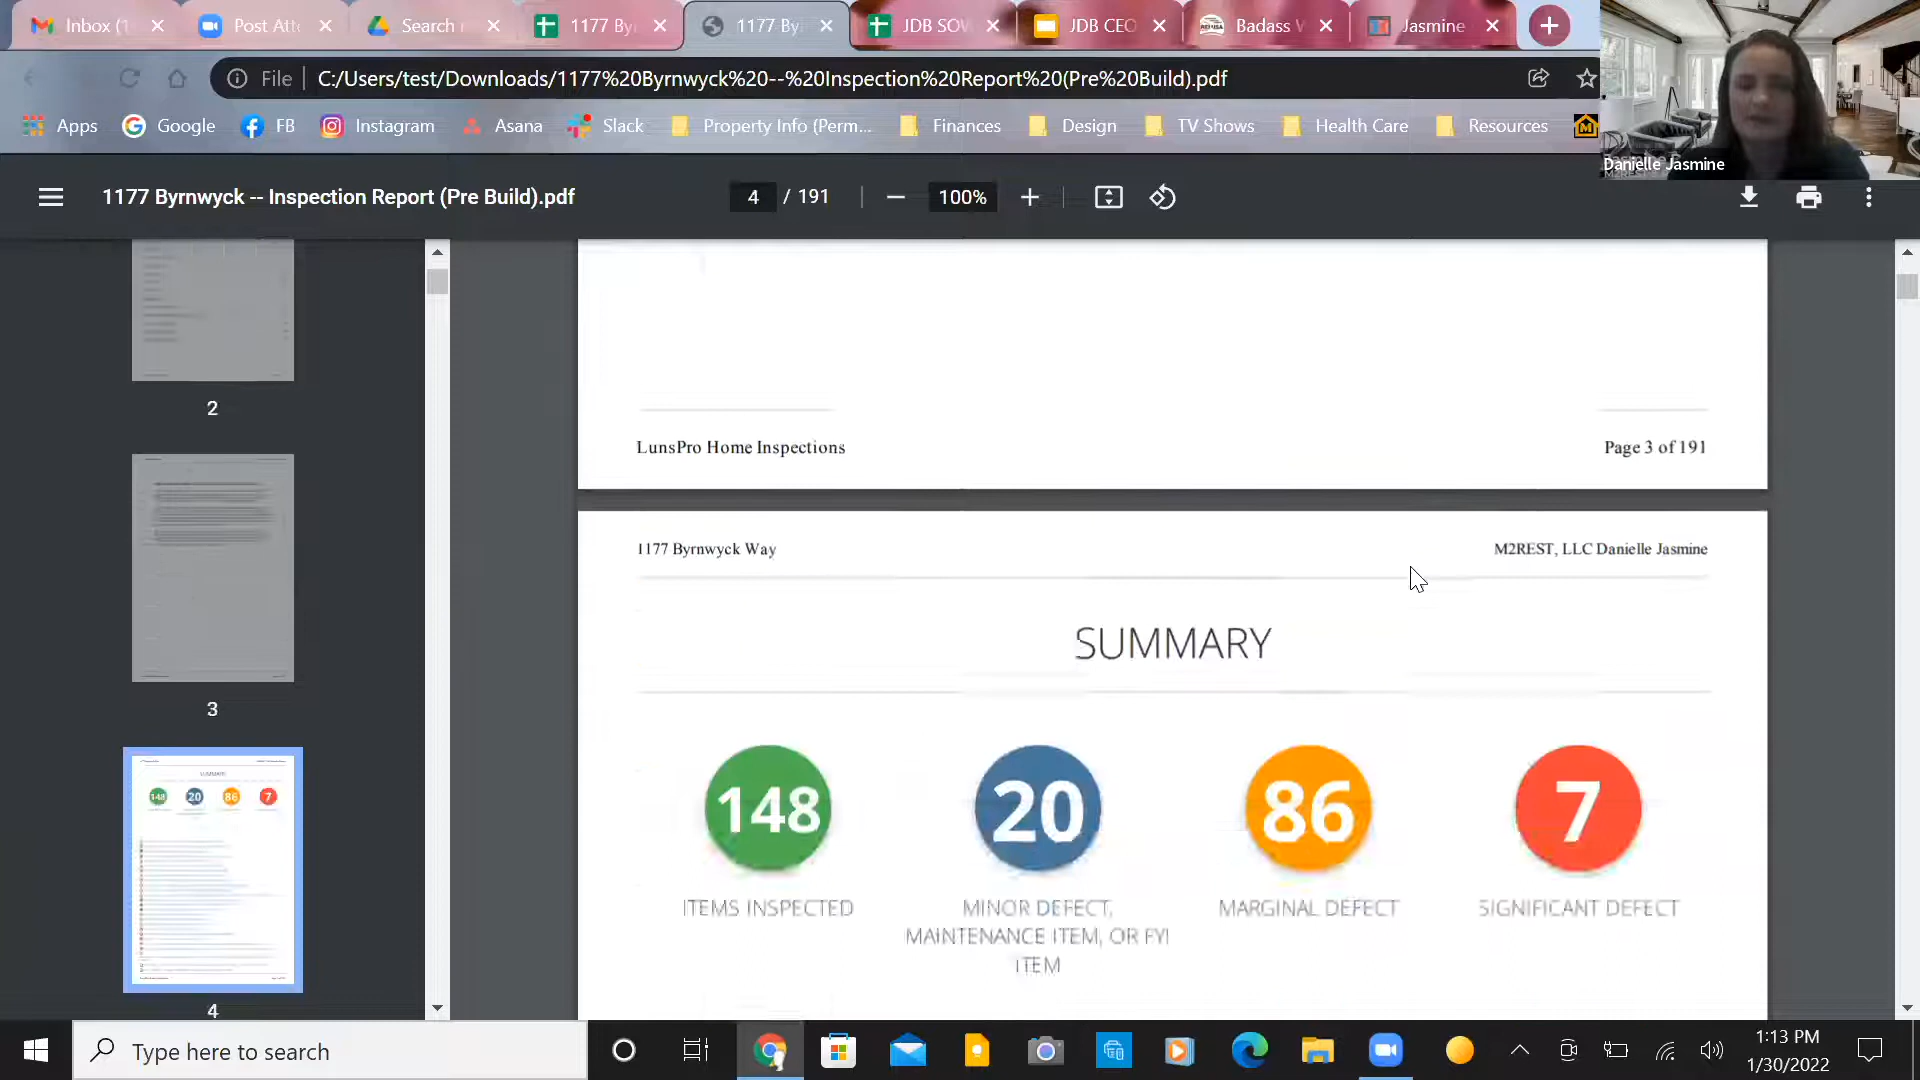 Inbox (1
Post Att
Search r
1177 By
1177 By
JDB SOV
JDB CEO
Badass V
Jasmine
File
C:/Users/test/Downloads/1177%20Byrnwyck%20--%20Inspection%20Report%20(Pre%20Build).pdf
Apps
Google
FB
Instagram
Asana
Slack
Property Info (Perm...
Finances
Design
TV Shows
Health Care
Resources
Danielle Jasmine
1177 Byrnwyck -- Inspection Report (Pre Build).pdf
4 / 191
100%
2
3
SUMMARY
148
20
86
7
4
LunsPro Home Inspections
Page 3 of 191
1177 Byrnwyck Way
M2REST, LLC Danielle Jasmine
SUMMARY
148
20
86
7
ITEMS INSPECTED
MINOR DEFECT,
MAINTENANCE ITEM, OR FYI
ITEM
MARGINAL DEFECT
SIGNIFICANT DEFECT
Type here to search
1:13 PM
1/30/2022